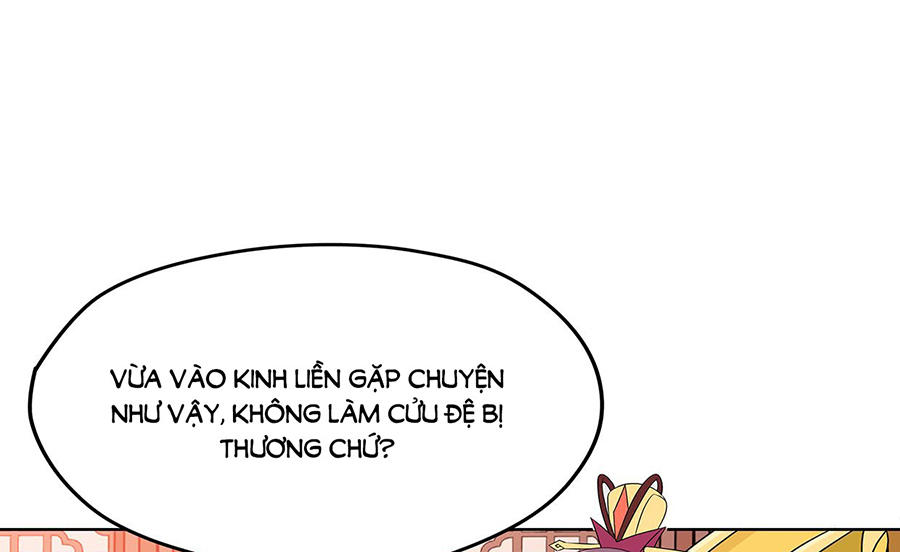 VỪA VÀO KINH LIỀN GẶP CHUYỆN
NHƯ VẬY, KHÔNG LÀM CỬU ĐỆ BỊ
THƯƠNG CHỨ?